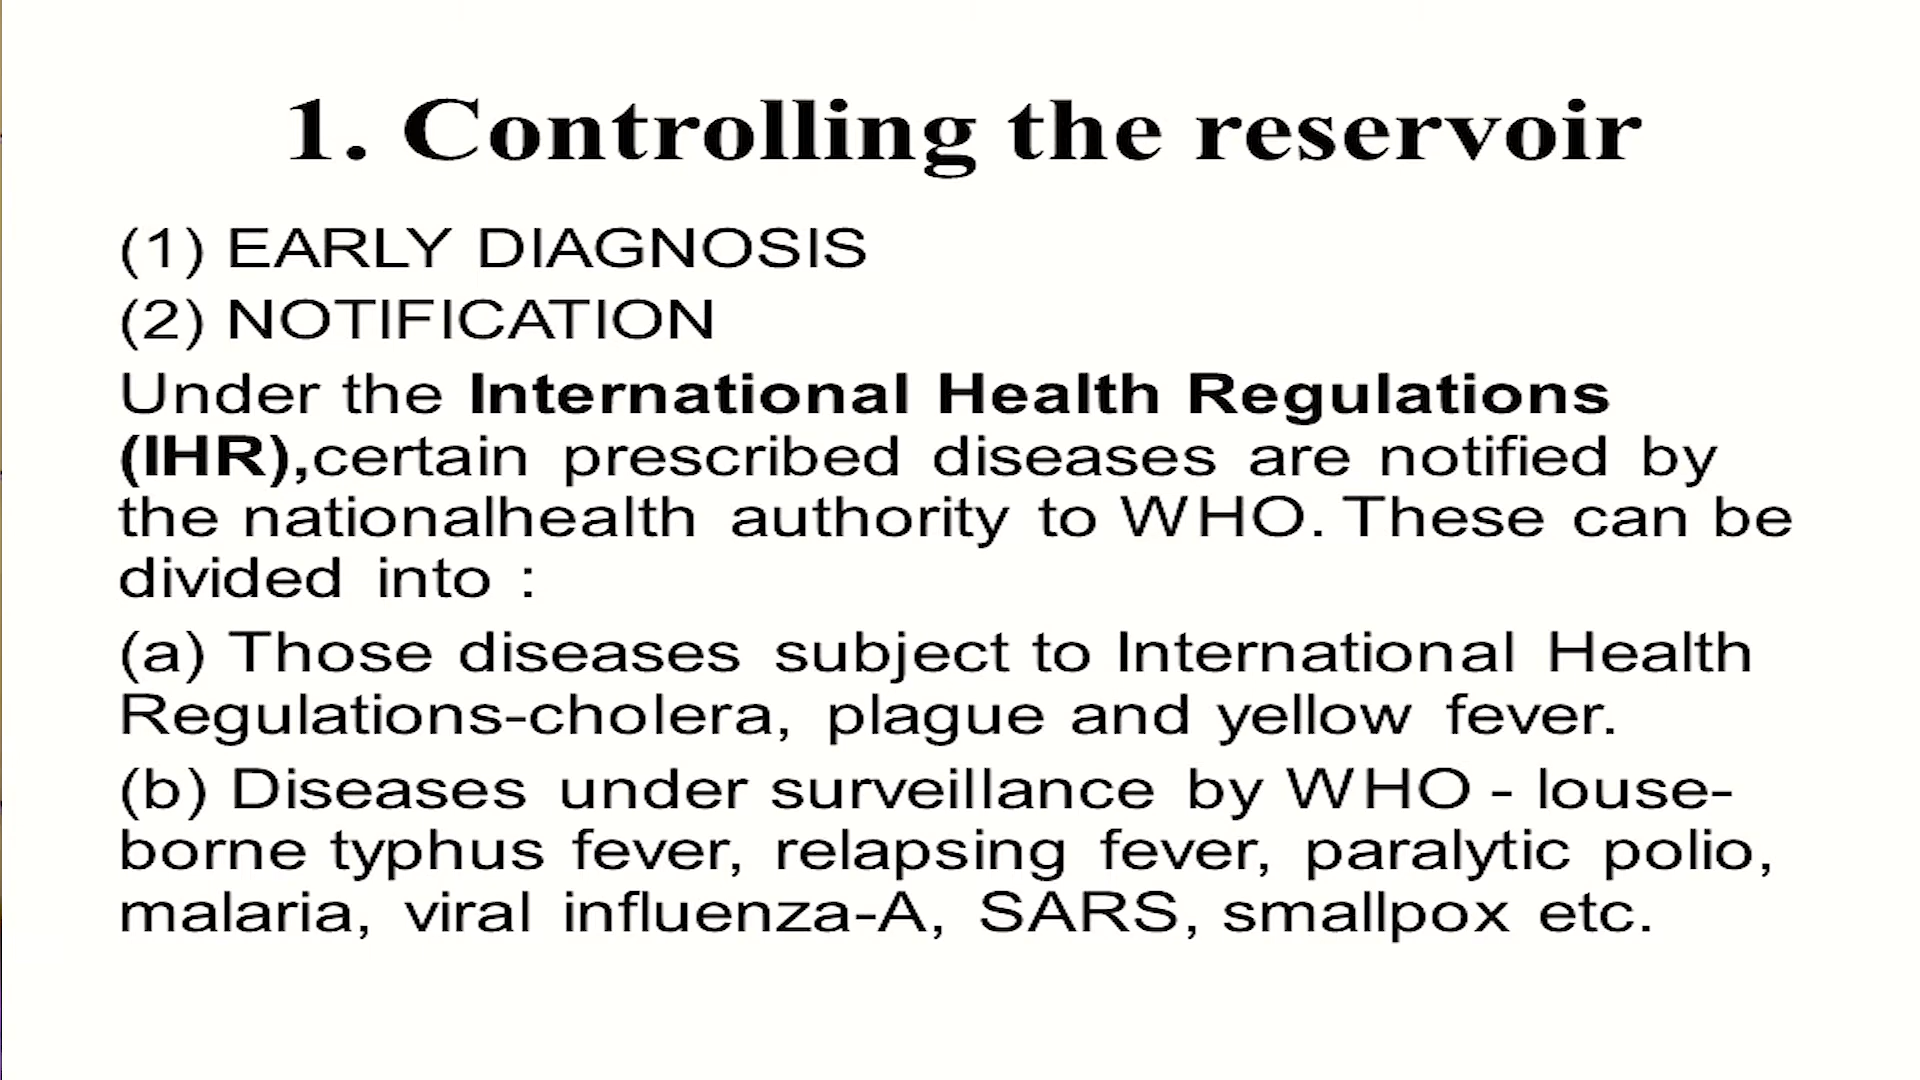 1. Controlling the reservoir
(1) EARLY DIAGNOSIS
(2) NOTIFICATION
Under the International Health Regulations
(IHR),certain prescribed diseases are notified by
the nationalhealth authority to WHO. These can be
divided into :
(a) Those diseases subject to International Health
Regulations-cholera, plague and yellow fever.
(b) Diseases under surveillance by WHO - louse-
borne typhus fever, relapsing fever, paralytic polio,
malaria, viral influenza-A, SARS, smallpox etc.